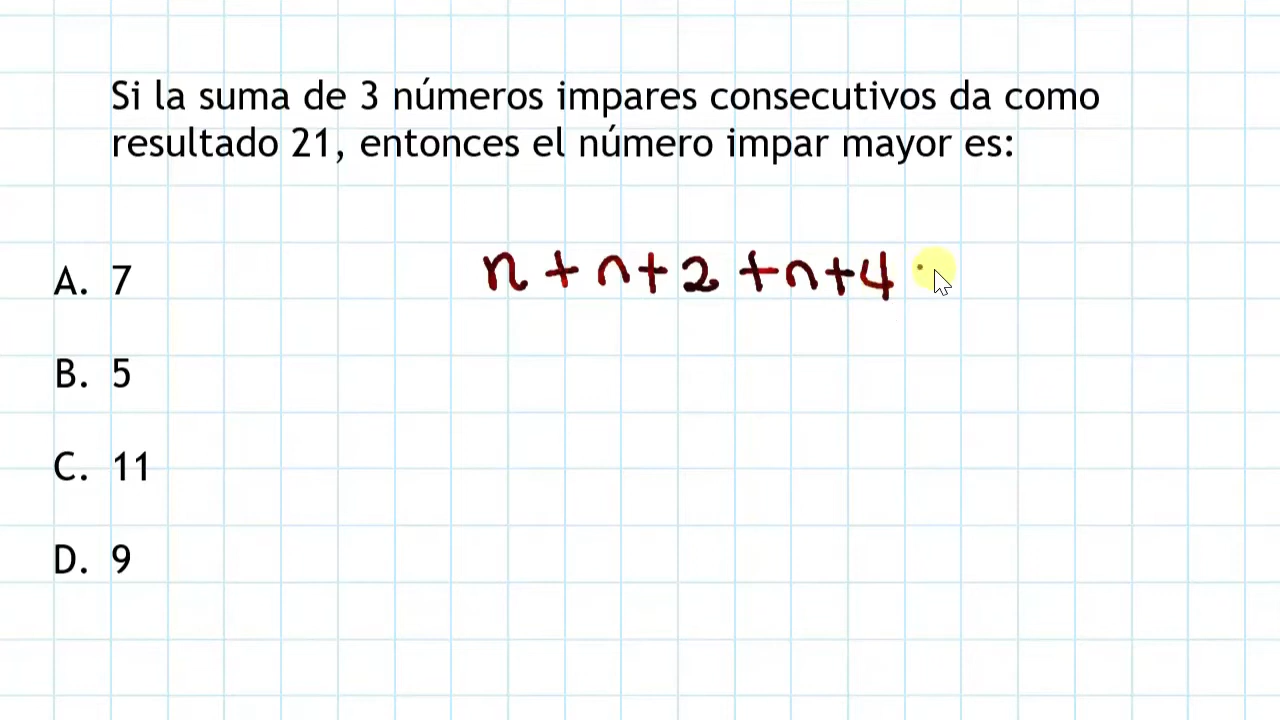 Si la suma de 3 números impares consecutivos da como
resultado 21, entonces el número impar mayor es:
n + n + 2 + n + 4
A. 7
B. 5
C. 11
D. 9